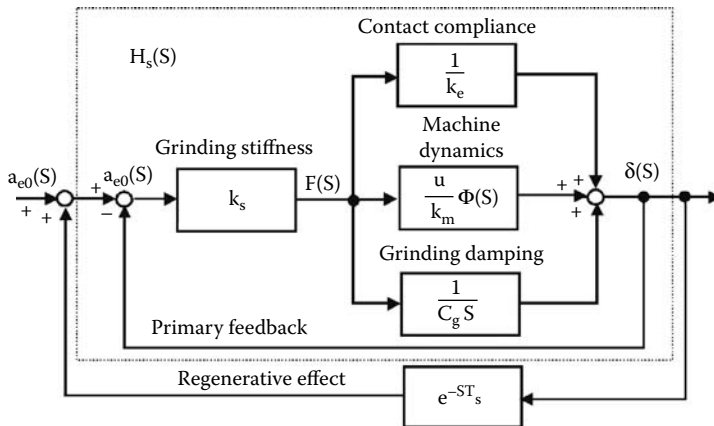 Contact compliance
H_s(S)
1
k_e
Grinding stiffness
Machine
dynamics
a_e0(S)
a_e0(S)
F(S)
δ(S)
+ +
+ −
k_s
u
k_m
Φ(S)
+ + + +
Grinding damping
1
C_g S
Primary feedback
Regenerative effect
e^−ST_s